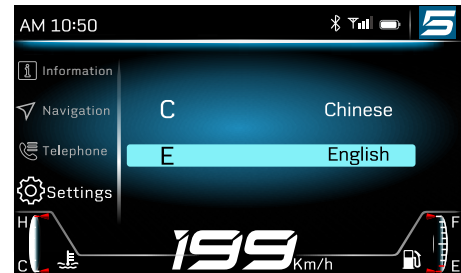 AM 10:50
Information
Navigation
C Chinese
Telephone
E English
Settings
H F
199 Km/h
C E